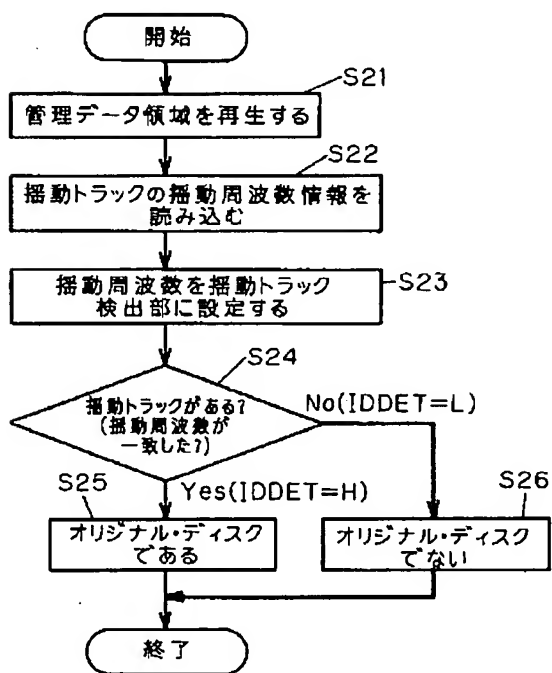 開始
S21
管理データ領域を再生する
S22
揺動トラックの揺動周波数情報を
読み込む
揺動周波数を揺動トラック
検出部に設定する
S23
S24
揺動トラックがある?
(揺動周波数が
一致した?)
No(IDDET=L)
S25
Yes(IDDET=H)
S26
オリジナル・ディスク
である
オリジナル・ディスク
でない
終了